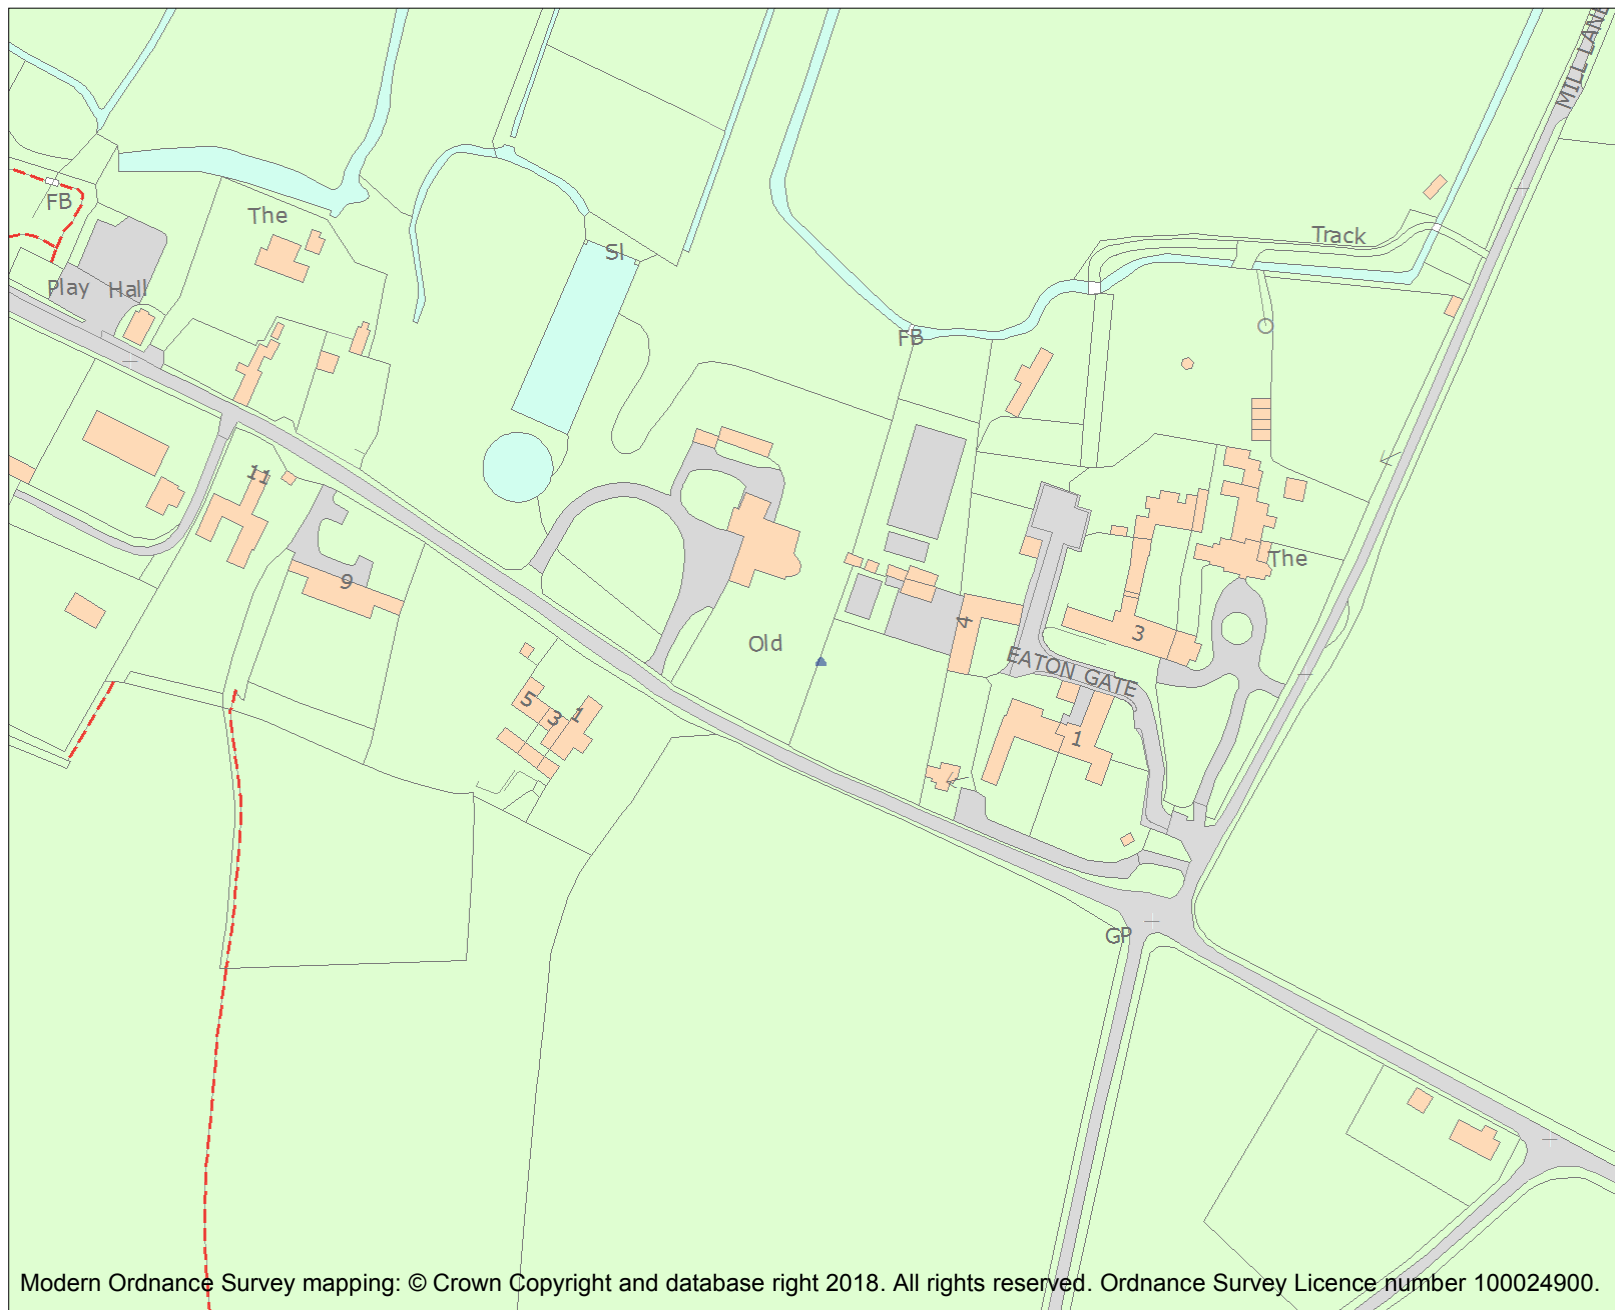 MILL LANE
FB
The
Track
Sl
Play Hall
FB
11
9
The
Old
4
3
EATON GATE
5
3
1
1
GP
Modern Ordnance Survey mapping: © Crown Copyright and database right 2018. All rights reserved. Ordnance Survey Licence number 100024900.